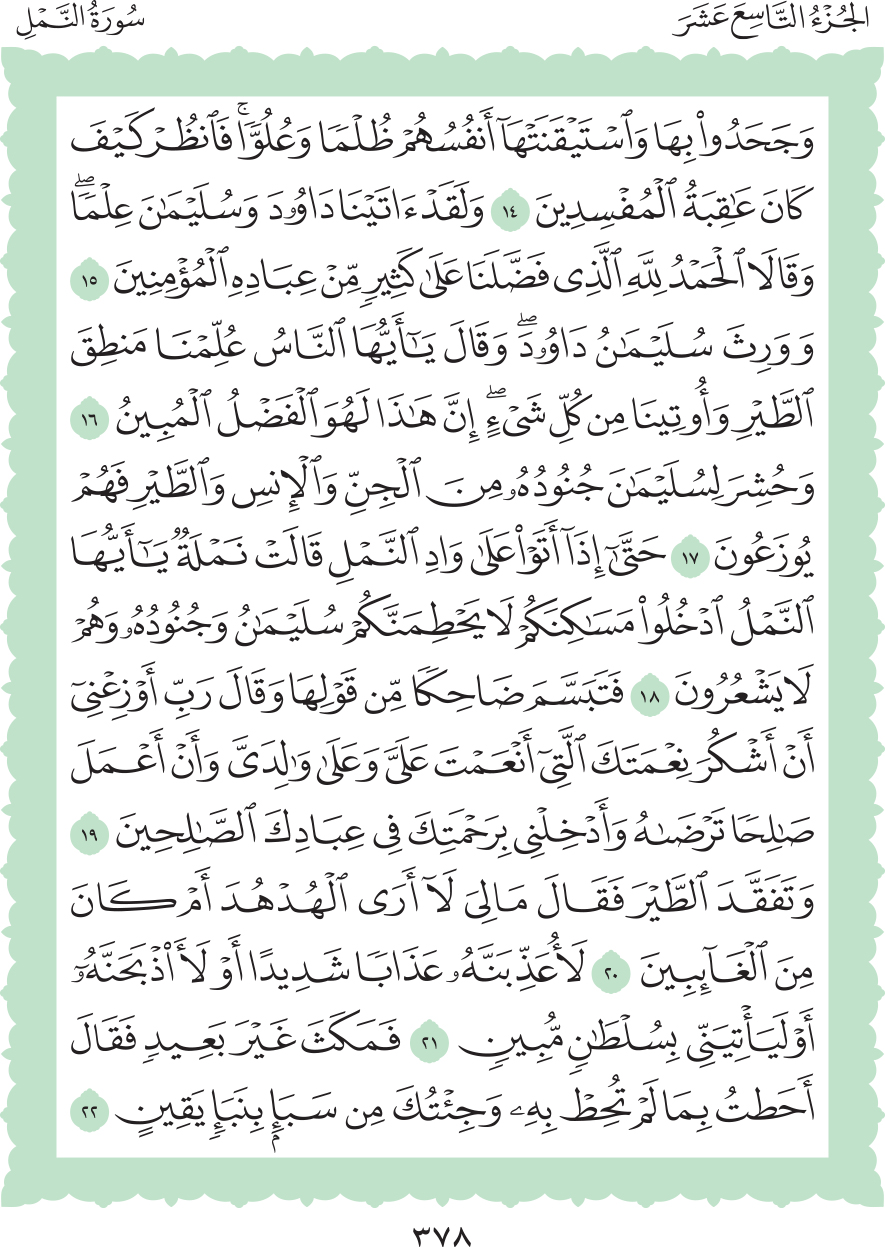 الجُزْءُ التَّاسِعَ عَشَرَ
سُورَةُ النَّمْلِ
وَجَحَدُوا۟ بِهَا وَٱسْتَيْقَنَتْهَآ أَنفُسُهُمْ ظُلْمًا وَعُلُوًّاۚ فَٱنظُرْ كَيْفَ
كَانَ عَـٰقِبَةُ ٱلْمُفْسِدِينَ ١٤ وَلَقَدْ ءَاتَيْنَا دَاوُۥدَ وَسُلَيْمَـٰنَ عِلْمًاۖ
وَقَالَا ٱلْحَمْدُ لِلَّهِ ٱلَّذِى فَضَّلَنَا عَلَىٰ كَثِيرٍ مِّنْ عِبَادِهِ ٱلْمُؤْمِنِينَ ١٥
وَوَرِثَ سُلَيْمَـٰنُ دَاوُۥدَۖ وَقَالَ يَـٰٓأَيُّهَا ٱلنَّاسُ عُلِّمْنَا مَنطِقَ
ٱلطَّيْرِ وَأُوتِينَا مِن كُلِّ شَىْءٍۖ إِنَّ هَـٰذَا لَهُوَ ٱلْفَضْلُ ٱلْمُبِينُ ١٦
وَحُشِرَ لِسُلَيْمَـٰنَ جُنُودُهُۥ مِنَ ٱلْجِنِّ وَٱلْإِنسِ وَٱلطَّيْرِ فَهُمْ
يُوزَعُونَ ١٧ حَتَّىٰٓ إِذَآ أَتَوْا۟ عَلَىٰ وَادِ ٱلنَّمْلِ قَالَتْ نَمْلَةٌ يَـٰٓأَيُّهَا
ٱلنَّمْلُ ٱدْخُلُوا۟ مَسَـٰكِنَكُمْ لَا يَحْطِمَنَّكُمْ سُلَيْمَـٰنُ وَجُنُودُهُۥ وَهُمْ
لَا يَشْعُرُونَ ١٨ فَتَبَسَّمَ ضَاحِكًا مِّن قَوْلِهَا وَقَالَ رَبِّ أَوْزِعْنِىٓ
أَنْ أَشْكُرَ نِعْمَتَكَ ٱلَّتِىٓ أَنْعَمْتَ عَلَىَّ وَعَلَىٰ وَٰلِدَىَّ وَأَنْ أَعْمَلَ
صَـٰلِحًا تَرْضَىٰهُ وَأَدْخِلْنِى بِرَحْمَتِكَ فِى عِبَادِكَ ٱلصَّـٰلِحِينَ ١٩
وَتَفَقَّدَ ٱلطَّيْرَ فَقَالَ مَا لِىَ لَآ أَرَى ٱلْهُدْهُدَ أَمْ كَانَ
مِنَ ٱلْغَآئِبِينَ ٢٠ لَأُعَذِّبَنَّهُۥ عَذَابًا شَدِيدًا أَوْ لَأَا۟ذْبَحَنَّهُۥٓ
أَوْ لَيَأْتِيَنِّى بِسُلْطَـٰنٍ مُّبِينٍ ٢١ فَمَكَثَ غَيْرَ بَعِيدٍ فَقَالَ
أَحَطتُ بِمَا لَمْ تُحِطْ بِهِۦ وَجِئْتُكَ مِن سَبَإٍۭ بِنَبَإٍ يَقِينٍ ٢٢
٣٧٨